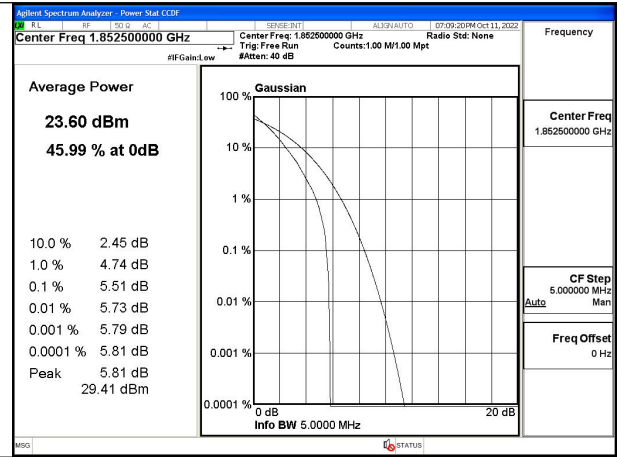 Agilent Spectrum Analyzer - Power Stat CCDF
RL RF 50 Ω AC SENSE:INT ALIGN AUTO 07:09:20PM Oct 11, 2022
Center Freq 1.852500000 GHz
Center Freq: 1.852500000 GHz Radio Std: None
Trig: Free Run Counts:1.00 M/1.00 Mpt
#IFGain:Low #Atten: 40 dB
Frequency
Average Power
23.60 dBm
45.99 % at 0dB
10.0 % 2.45 dB
1.0 % 4.74 dB
0.1 % 5.51 dB
0.01 % 5.73 dB
0.001 % 5.79 dB
0.0001 % 5.81 dB
Peak 5.81 dB
29.41 dBm
Gaussian
100 %
10 %
1 %
0.1 %
0.01 %
0.001 %
0.0001 %
0 dB 20 dB
Info BW 5.0000 MHz
Center Freq
1.852500000 GHz
CF Step
5.000000 MHz
Auto Man
Freq Offset
0 Hz
MSG STATUS